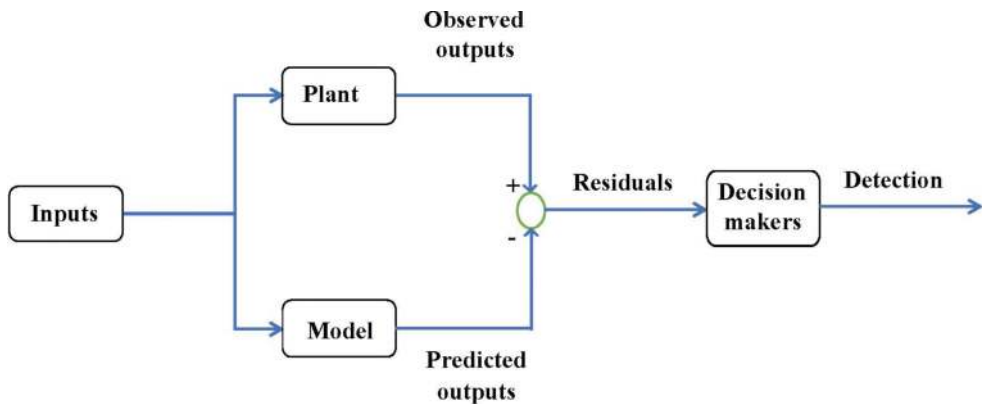 Observed
outputs
Plant
+
Residuals
Decision
makers
Detection
Inputs
-
Model
Predicted
outputs